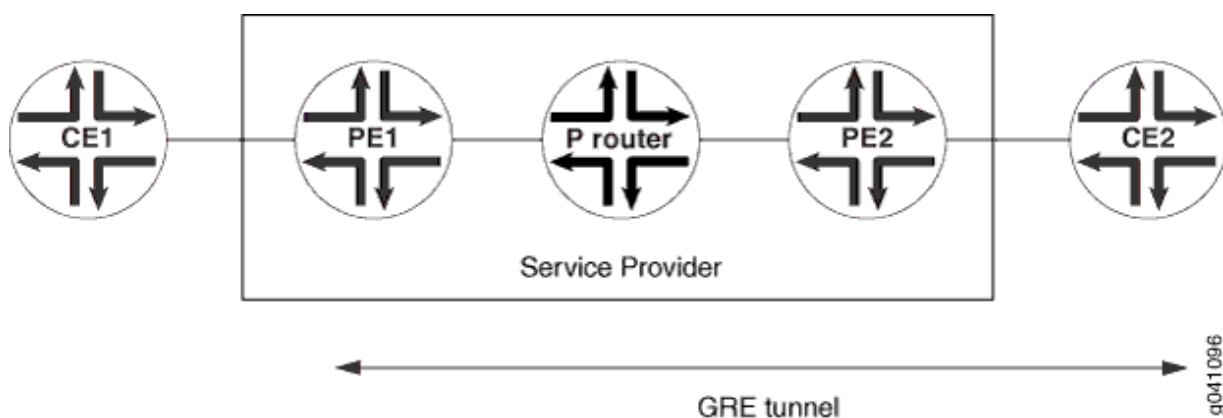 CE1
PE1
P router
PE2
CE2
Service Provider
GRE tunnel
g041096